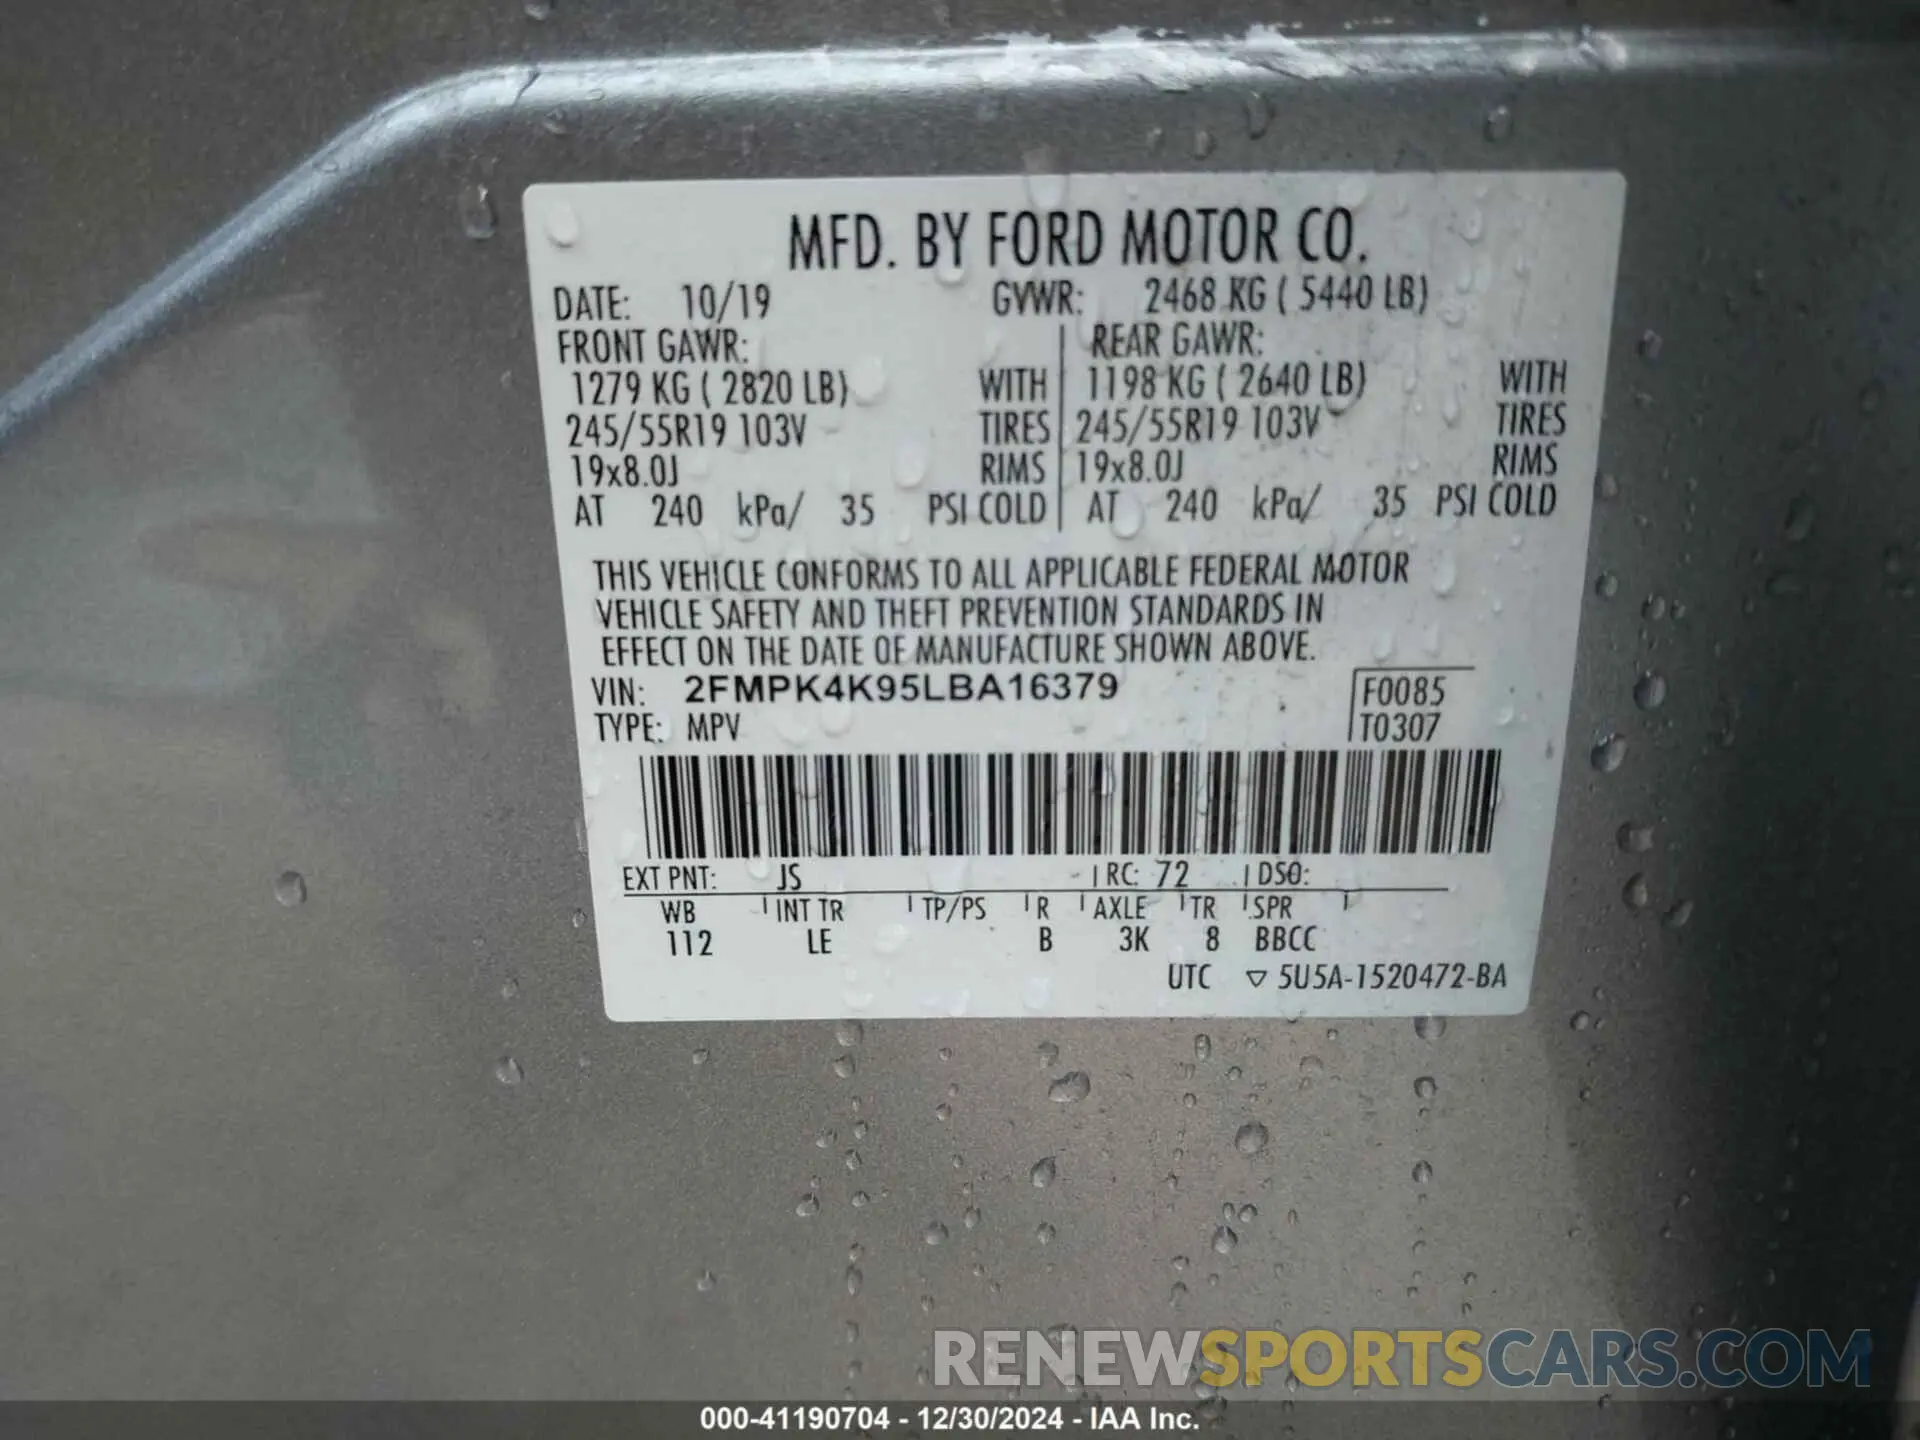 MFD. BY FORD MOTOR CO.
DATE: 10/19 GVWR: 2468 KG ( 5440 LB)
FRONT GAWR: REAR GAWR:
1279 KG ( 2820 LB) WITH 1198 KG ( 2640 LB) WITH
245/55R19 103V TIRES 245/55R19 103V TIRES
19x8.0J RIMS 19x8.0J RIMS
AT 240 kPa/ 35 PSI COLD AT 240 kPa/ 35 PSI COLD
THIS VEHICLE CONFORMS TO ALL APPLICABLE FEDERAL MOTOR
VEHICLE SAFETY AND THEFT PREVENTION STANDARDS IN
EFFECT ON THE DATE OF MANUFACTURE SHOWN ABOVE.
VIN: 2FMPK4K95LBA16379 F0085
TYPE: MPV T0307
EXT PNT: JS RC: 72 DSO:
WB INT TR TP/PS R AXLE TR SPR
112 LE B 3K 8 BBCC
UTC ▽ 5U5A-1520472-BA
RENEWSPORTSCARS.COM
000-41190704 - 12/30/2024 - IAA Inc.